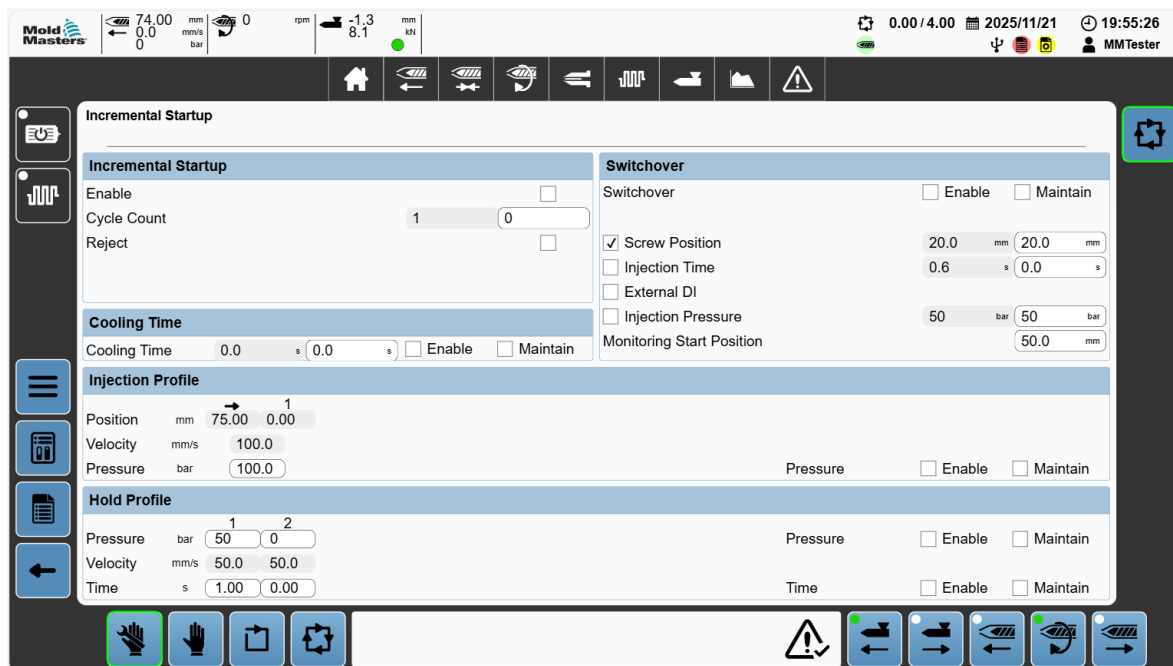 Mold Masters
74.00 mm
0.0 mm/s
0 bar
0 rpm
-1.3 mm
8.1 kN
0.00 / 4.00 2025/11/21 19:55:26
MMTester
Incremental Startup
Incremental Startup
Enable
Cycle Count 1 0
Reject
Cooling Time
Cooling Time 0.0 s 0.0 s Enable Maintain
Switchover
Switchover Enable Maintain
Screw Position 20.0 mm 20.0 mm
Injection Time 0.6 s 0.0 s
External DI
Injection Pressure 50 bar 50 bar
Monitoring Start Position 50.0 mm
Injection Profile
1
Position mm 75.00 0.00
Velocity mm/s 100.0
Pressure bar 100.0 Pressure Enable Maintain
Hold Profile
1 2
Pressure bar 50 0 Pressure Enable Maintain
Velocity mm/s 50.0 50.0
Time s 1.00 0.00 Time Enable Maintain